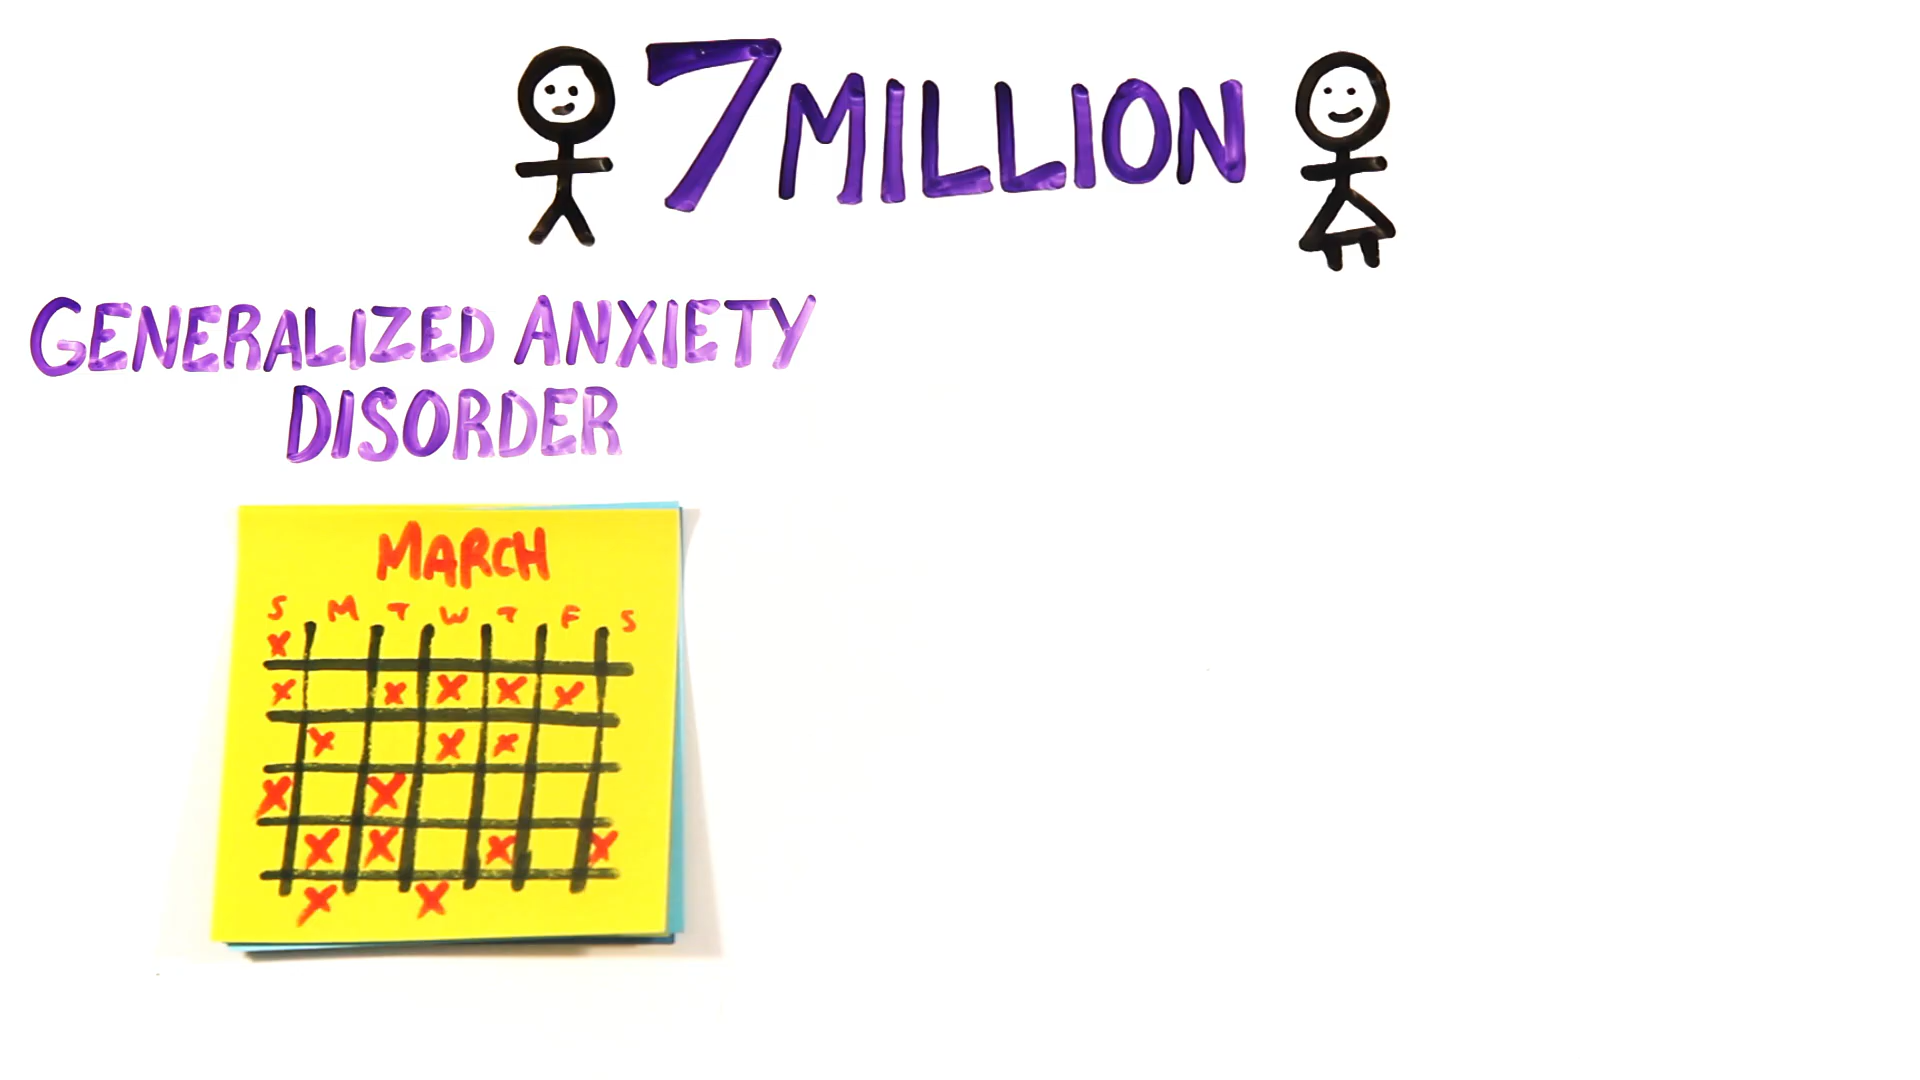 7 MILLION
GENERALIZED ANXIETY
DISORDER
MARCH
S M T W T F S
X
X X X X X
X X X
X X
X X X X
X X